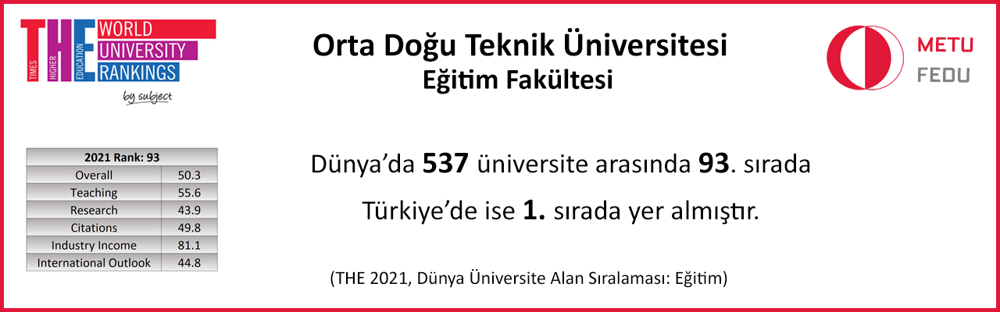 THE WORLD UNIVERSITY RANKINGS
TIMES HIGHER EDUCATION
by subject
Orta Doğu Teknik Üniversitesi
Eğitim Fakültesi
METU
FEDU
2021 Rank: 93
Overall 50.3
Teaching 55.6
Research 43.9
Citations 49.8
Industry Income 81.1
International Outlook 44.8
Dünya’da 537 üniversite arasında 93. sırada
Türkiye’de ise 1. sırada yer almıştır.
(THE 2021, Dünya Üniversite Alan Sıralaması: Eğitim)